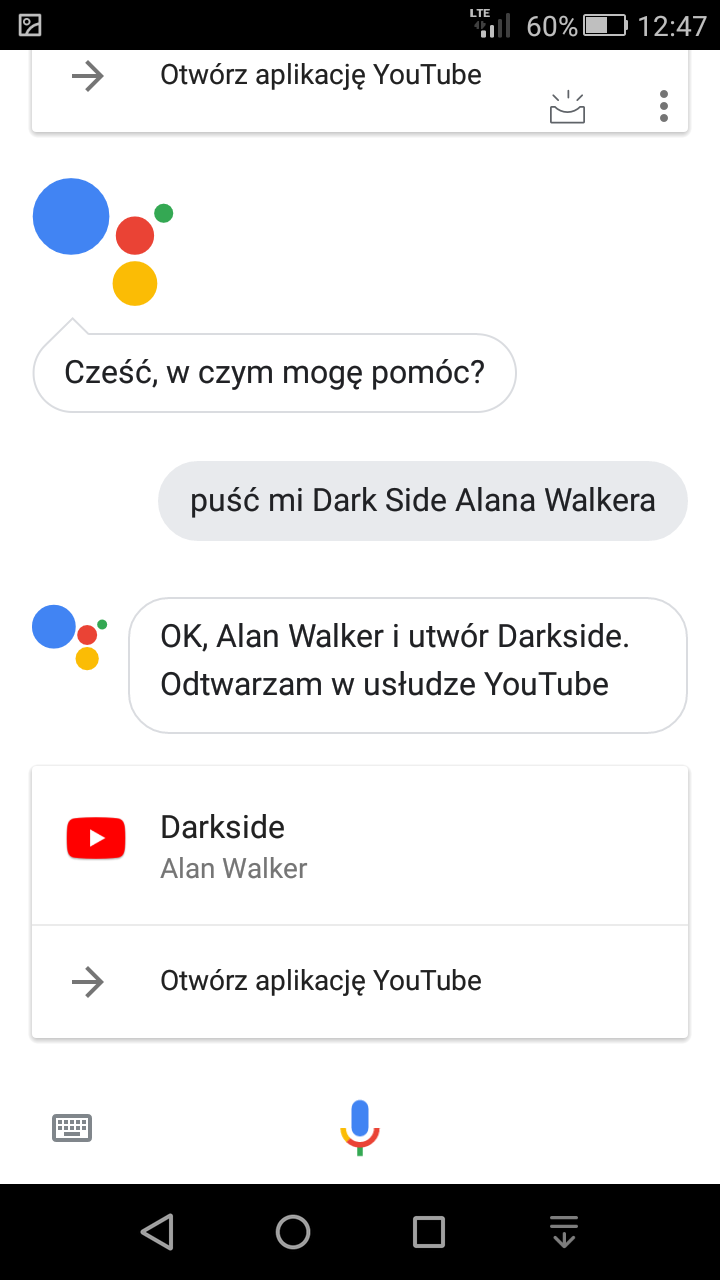 LTE
60%
12:47
Otwórz aplikację YouTube
Cześć, w czym mogę pomóc?
puść mi Dark Side Alana Walkera
OK, Alan Walker i utwór Darkside.
Odtwarzam w usłudze YouTube
Darkside
Alan Walker
Otwórz aplikację YouTube